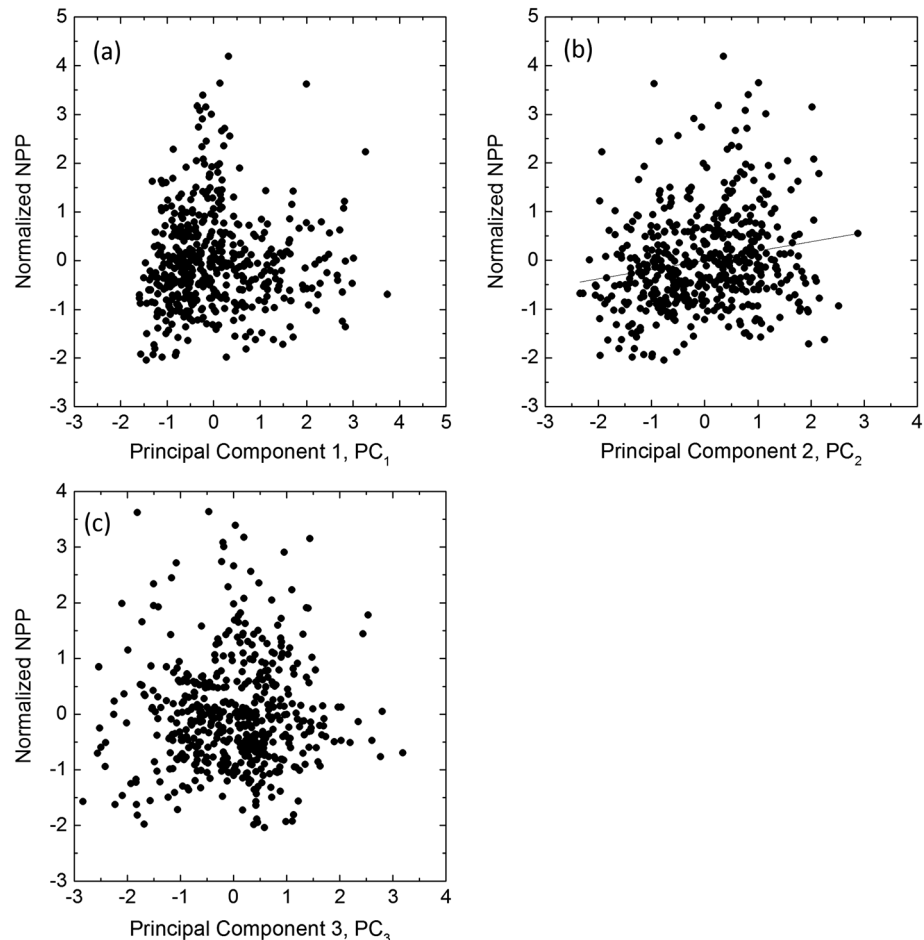 (a)
5
4
3
2
1
0
-1
-2
-3
Normalized NPP
-3 -2 -1 0 1 2 3 4 5
Principal Component 1, PC1
(b)
5
4
3
2
1
0
-1
-2
-3
Normalized NPP
-3 -2 -1 0 1 2 3 4
Principal Component 2, PC2
(c)
4
3
2
1
0
-1
-2
-3
Normalized NPP
-3 -2 -1 0 1 2 3 4
Principal Component 3, PC3